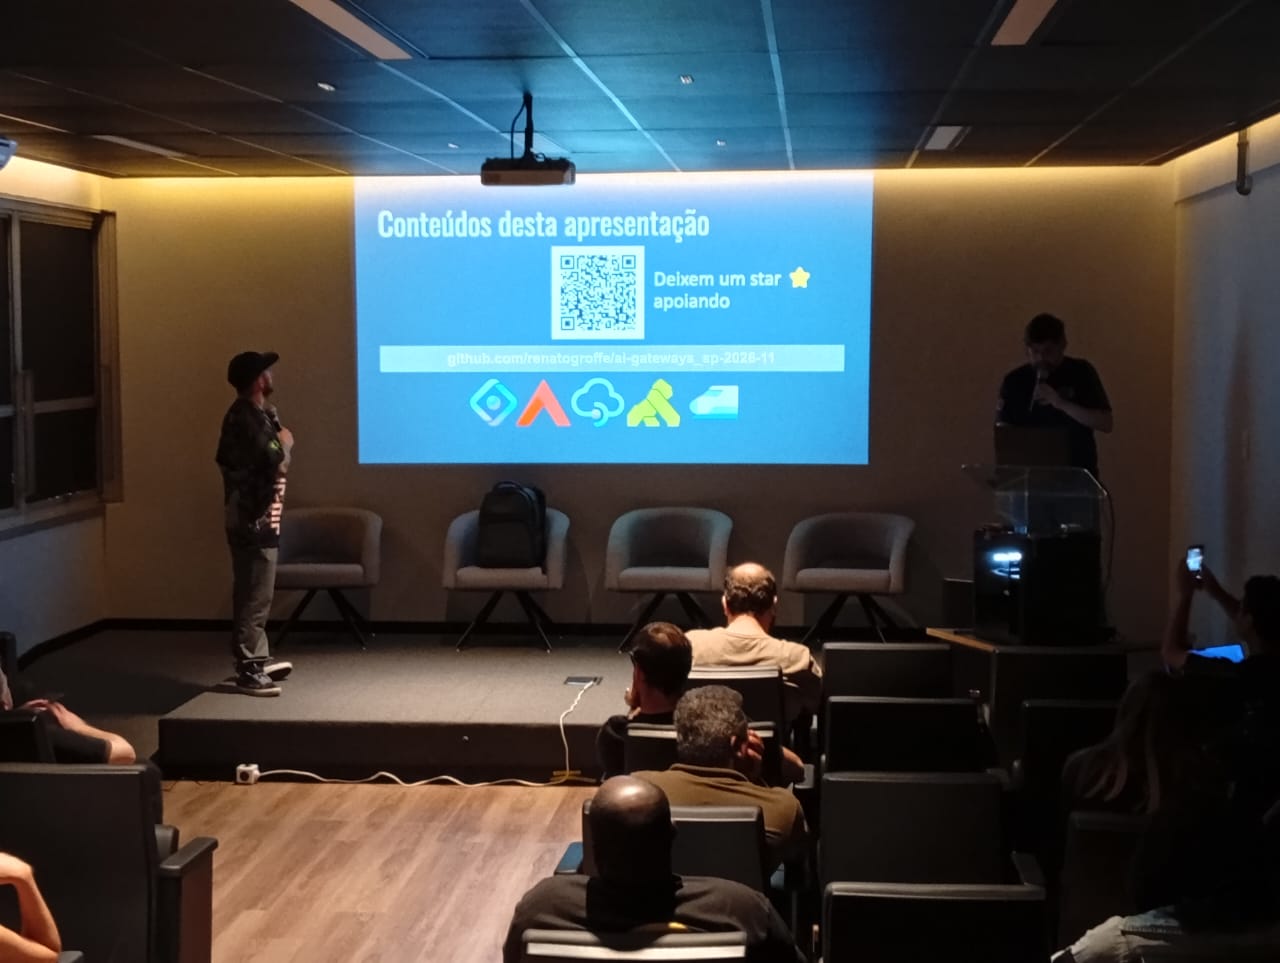 Conteúdos desta apresentação
Deixem um star
apoiando
github.com/renatogroffe/ai-gateways_sp-2026-11